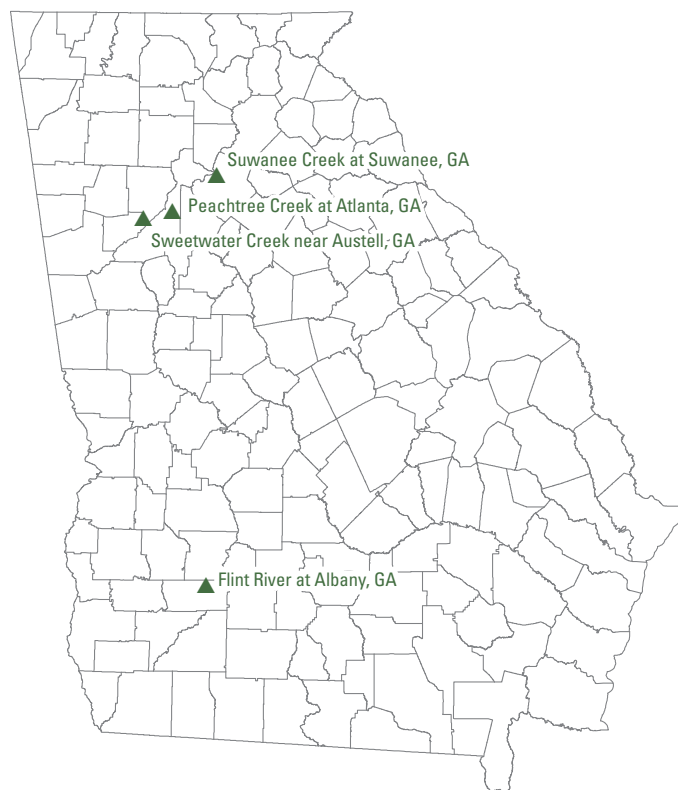 Suwanee Creek at Suwanee, GA
Peachtree Creek at Atlanta, GA
Sweetwater Creek near Austell, GA
Flint River at Albany, GA